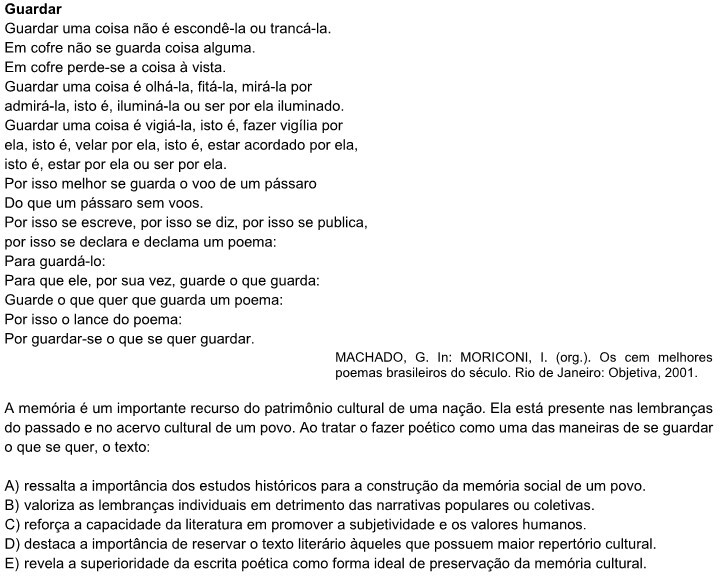 Guardar
Guardar uma coisa não é escondê-la ou trancá-la.
Em cofre não se guarda coisa alguma.
Em cofre perde-se a coisa à vista.
Guardar uma coisa é olhá-la, fitá-la, mirá-la por
admirá-la, isto é, iluminá-la ou ser por ela iluminado.
Guardar uma coisa é vigiá-la, isto é, fazer vigília por
ela, isto é, velar por ela, isto é, estar acordado por ela,
isto é, estar por ela ou ser por ela.
Por isso melhor se guarda o voo de um pássaro
Do que um pássaro sem voos.
Por isso se escreve, por isso se diz, por isso se publica,
por isso se declara e declama um poema:
Para guardá-lo:
Para que ele, por sua vez, guarde o que guarda:
Guarde o que quer que guarda um poema:
Por isso o lance do poema:
Por guardar-se o que se quer guardar.
MACHADO, G. In: MORICONI, I. (org.). Os cem melhores
poemas brasileiros do século. Rio de Janeiro: Objetiva, 2001.
A memória é um importante recurso do patrimônio cultural de uma nação. Ela está presente nas lembranças
do passado e no acervo cultural de um povo. Ao tratar o fazer poético como uma das maneiras de se guardar
o que se quer, o texto:
A) ressalta a importância dos estudos históricos para a construção da memória social de um povo.
B) valoriza as lembranças individuais em detrimento das narrativas populares ou coletivas.
C) reforça a capacidade da literatura em promover a subjetividade e os valores humanos.
D) destaca a importância de reservar o texto literário àqueles que possuem maior repertório cultural.
E) revela a superioridade da escrita poética como forma ideal de preservação da memória cultural.